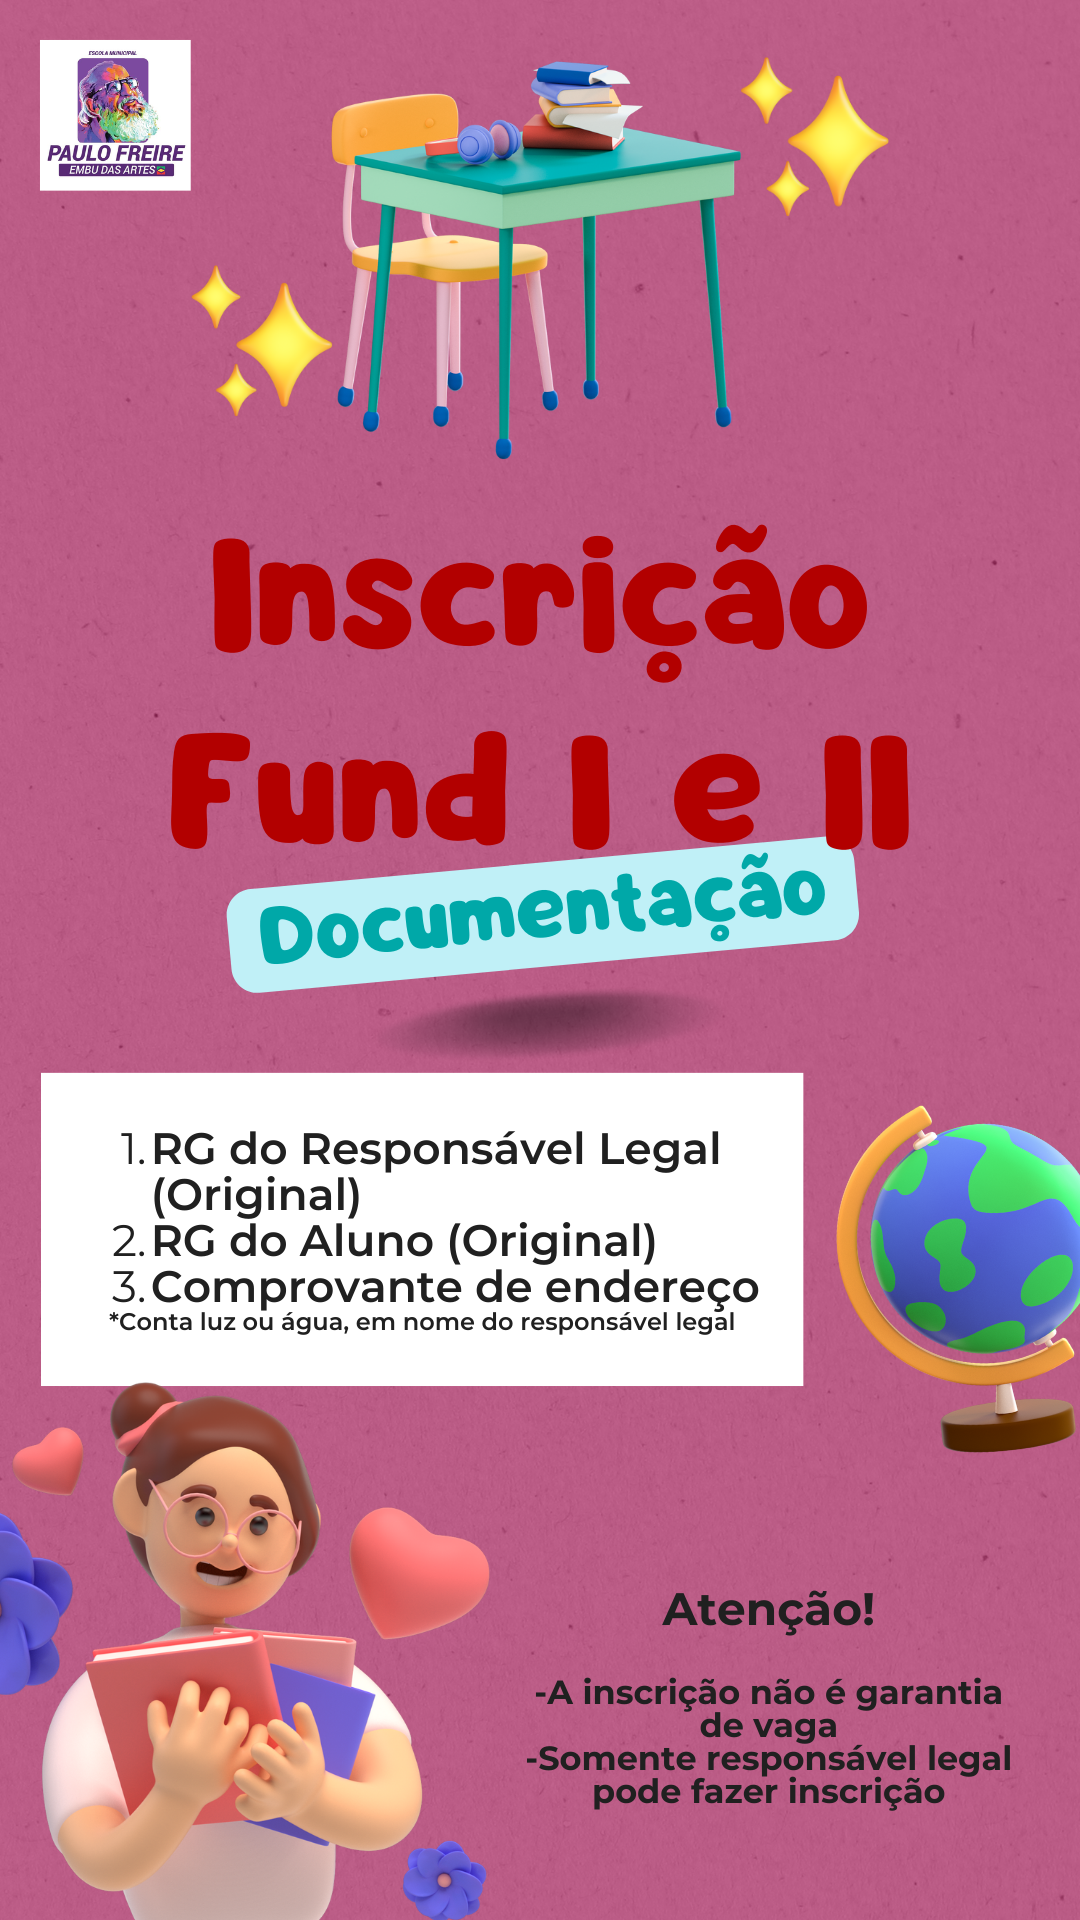 ESCOLA MUNICIPAL
PAULO FREIRE
EMBU DAS ARTES
Inscrição
Fund I e II
Documentação
1. RG do Responsável Legal
(Original)
2. RG do Aluno (Original)
3. Comprovante de endereço
*Conta luz ou água, em nome do responsável legal
Atenção!
-A inscrição não é garantia
de vaga
-Somente responsável legal
pode fazer inscrição